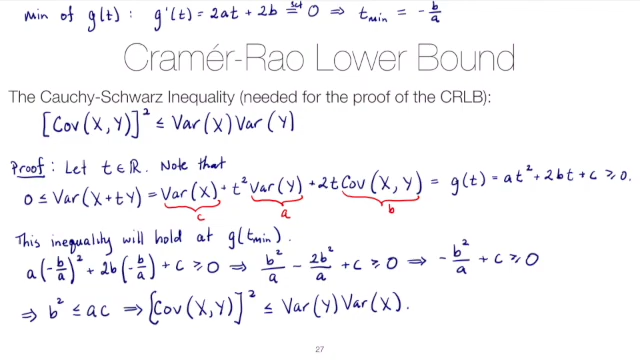 min of g(t) : g'(t) = 2at + 2b set= 0 ⇒ t_min = -b/a
Cramér-Rao Lower Bound
The Cauchy-Schwarz Inequality (needed for the proof of the CRLB):
[Cov(X,Y)]² ≤ Var(X) Var(Y)
Proof: Let t ∈ ℝ. Note that
0 ≤ Var(X+tY) = Var(X) + t² Var(Y) + 2t Cov(X,Y) = g(t) = at² + 2bt + c ≥ 0.
c a b
This inequality will hold at g(t_min).
a(-b/a)² + 2b(-b/a) + c ≥ 0 ⇒ b²/a - 2b²/a + c ≥ 0 ⇒ -b²/a + c ≥ 0
⇒ b² ≤ ac ⇒ [Cov(X,Y)]² ≤ Var(Y) Var(X).
27